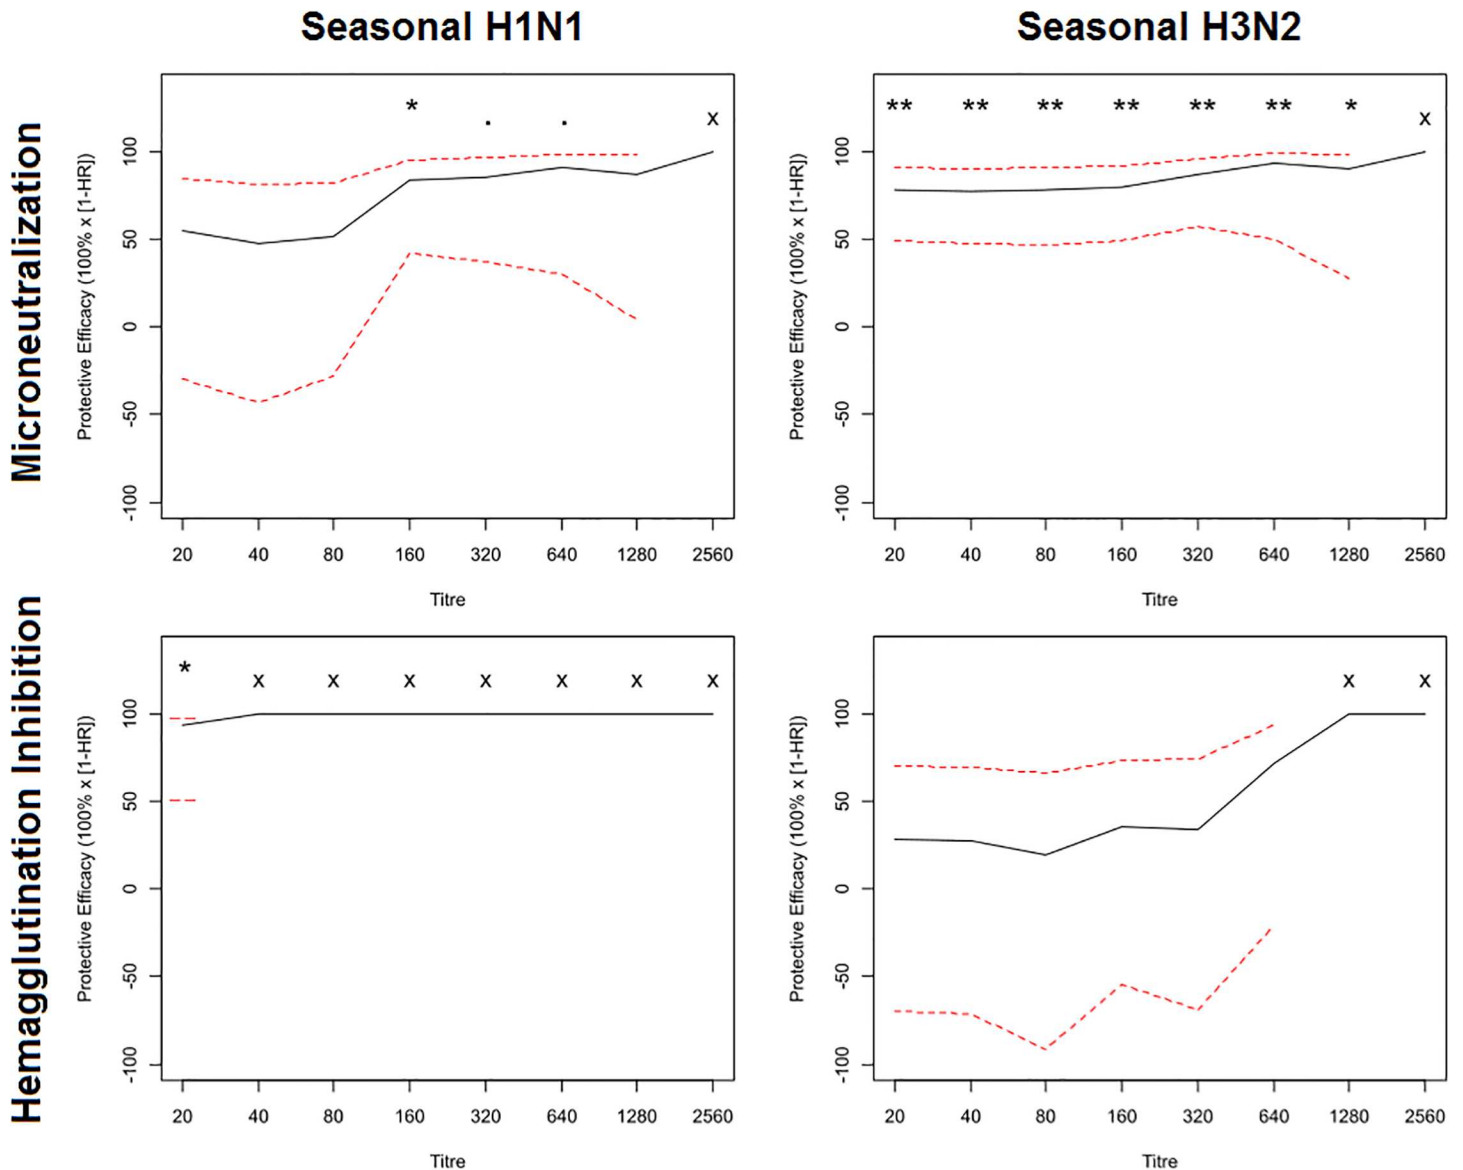 Seasonal H1N1
Seasonal H3N2
Microneutralization
Protective Efficacy (100% x [1-HR])
100
50
0
-50
-100
* . . x
20 40 80 160 320 640 1280 2560
Titre
Protective Efficacy (100% x [1-HR])
100
50
0
-50
-100
** ** ** ** ** ** * x
20 40 80 160 320 640 1280 2560
Titre
Hemagglutination Inhibition
Protective Efficacy (100% x [1-HR])
100
50
0
-50
-100
* x x x x x x x
20 40 80 160 320 640 1280 2560
Titre
Protective Efficacy (100% x [1-HR])
100
50
0
-50
-100
x x
20 40 80 160 320 640 1280 2560
Titre